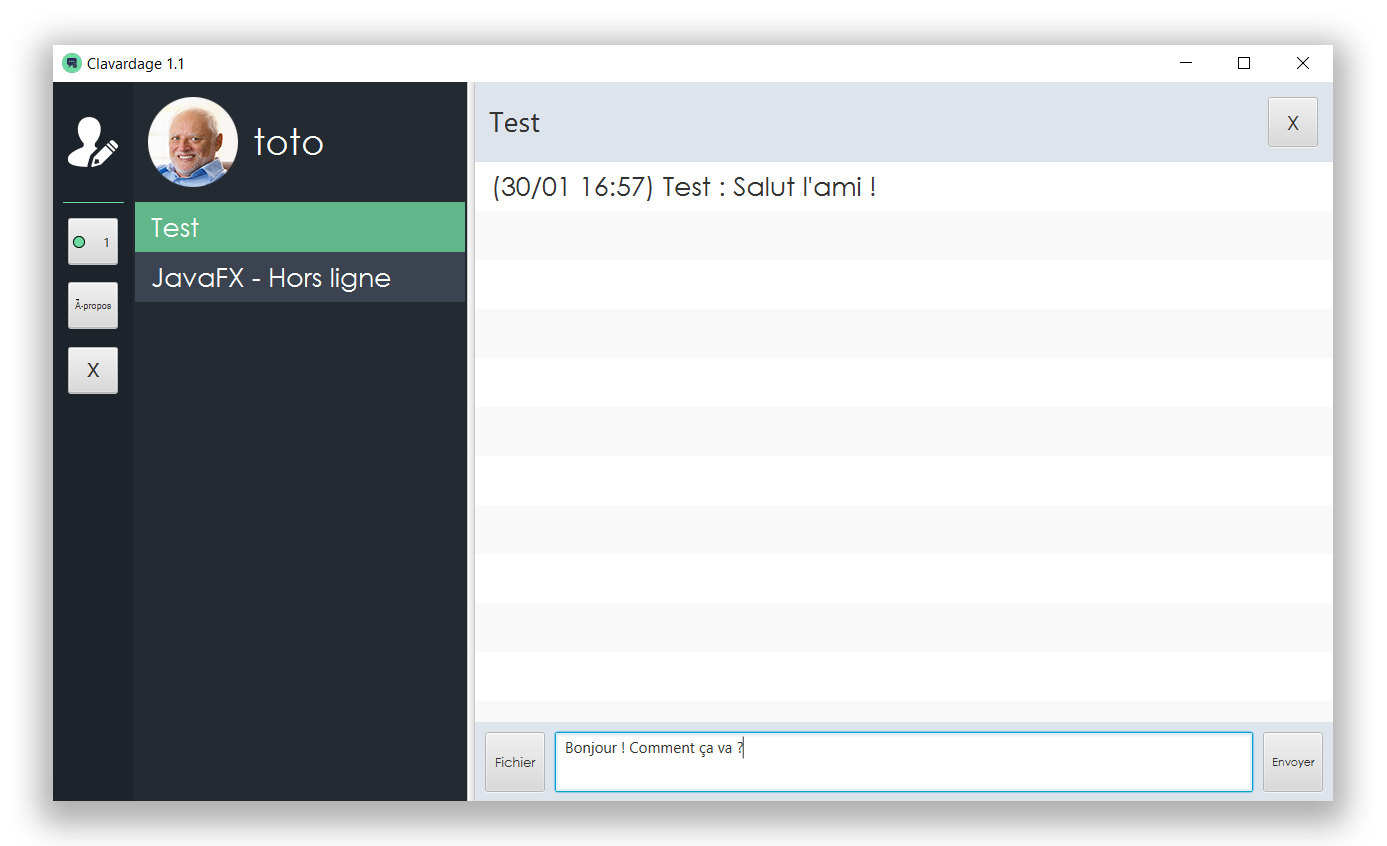 Clavardage 1.1
toto
1
À-propos
X
Test
JavaFX - Hors ligne
Test
X
(30/01 16:57) Test : Salut l'ami !
Fichier
Bonjour ! Comment ça va ?
Envoyer